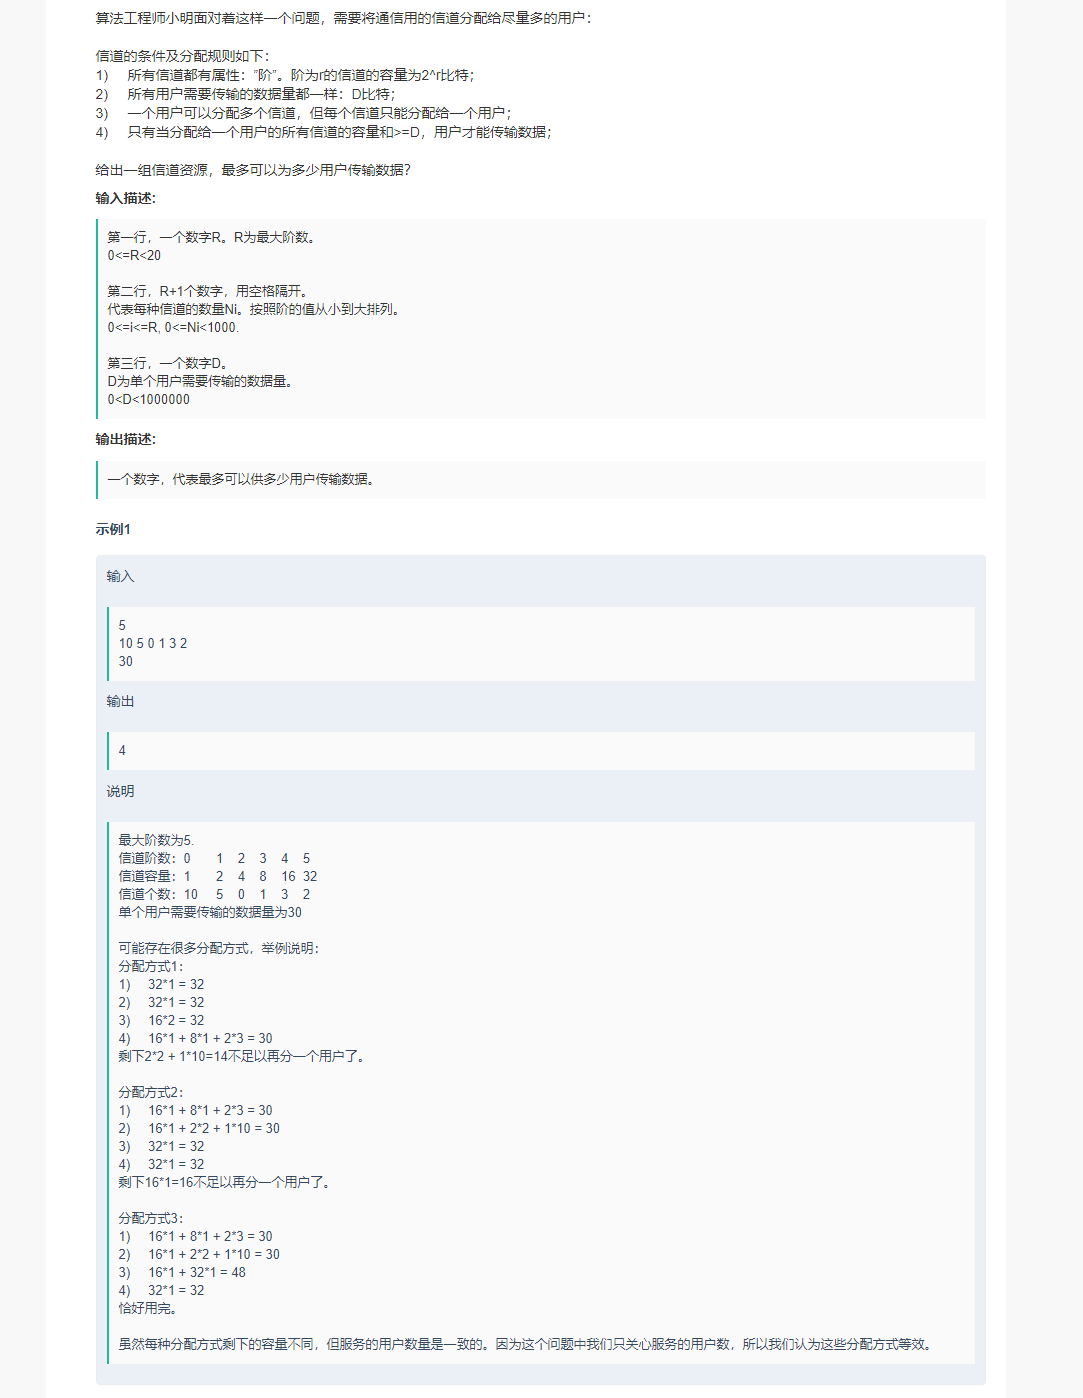 算法工程师小明面对着这样一个问题，需要将通信用的信道分配给尽量多的用户：
信道的条件及分配规则如下：
1) 所有信道都有属性：”阶”。阶为r的信道的容量为2^r比特；
2) 所有用户需要传输的数据量都一样：D比特；
3) 一个用户可以分配多个信道，但每个信道只能分配给一个用户；
4) 只有当分配给一个用户的所有信道的容量和>=D，用户才能传输数据；
给出一组信道资源，最多可以为多少用户传输数据？
输入描述：
第一行，一个数字R。R为最大阶数。
0<=R<20
第二行，R+1个数字，用空格隔开。
代表每种信道的数量Ni。按照阶的值从小到大排列。
0<=i<=R, 0<=Ni<1000.
第三行，一个数字D。
D为单个用户需要传输的数据量。
0<D<1000000
输出描述：
一个数字，代表最多可以供多少用户传输数据。
示例1
输入
5
10 5 0 1 3 2
30
输出
4
说明
最大阶数为5.
信道阶数：0 1 2 3 4 5
信道容量：1 2 4 8 16 32
信道个数：10 5 0 1 3 2
单个用户需要传输的数据量为30
可能存在很多分配方式，举例说明：
分配方式1：
1) 32*1 = 32
2) 32*1 = 32
3) 16*2 = 32
4) 16*1 + 8*1 + 2*3 = 30
剩下2*2 + 1*10=14不足以再分一个用户了。
分配方式2：
1) 16*1 + 8*1 + 2*3 = 30
2) 16*1 + 2*2 + 1*10 = 30
3) 32*1 = 32
4) 32*1 = 32
剩下16*1=16不足以再分一个用户了。
分配方式3：
1) 16*1 + 8*1 + 2*3 = 30
2) 16*1 + 2*2 + 1*10 = 30
3) 16*1 + 32*1 = 48
4) 32*1 = 32
恰好用完。
虽然每种分配方式剩下的容量不同，但服务的用户数量是一致的。因为这个问题中我们只关心服务的用户数，所以我们认为这些分配方式等效。